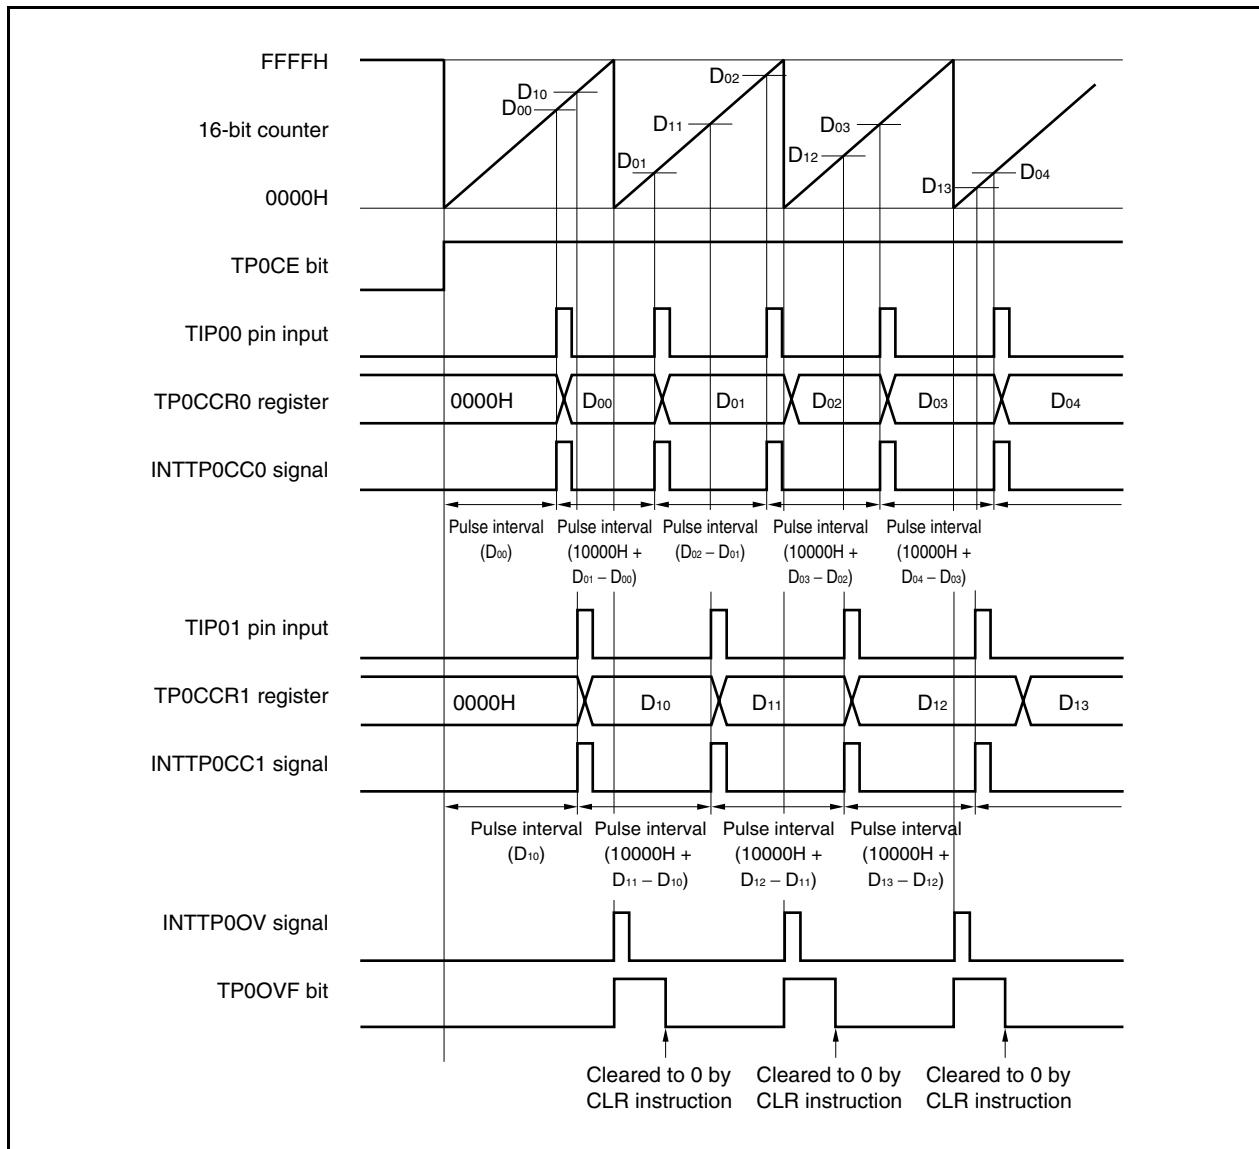 FFFFH
16-bit counter
0000H
D10
D00
D01
D11
D02
D12
D03
D13
D04
TP0CE bit
TIP00 pin input
TP0CCR0 register
0000H
D00
D01
D02
D03
D04
INTTP0CC0 signal
Pulse interval
(D00)
Pulse interval
(10000H +
D01 – D00)
Pulse interval
(D02 – D01)
Pulse interval
(10000H +
D03 – D02)
Pulse interval
(10000H +
D04 – D03)
TIP01 pin input
TP0CCR1 register
0000H
D10
D11
D12
D13
INTTP0CC1 signal
Pulse interval
(D10)
Pulse interval
(10000H +
D11 – D10)
Pulse interval
(10000H +
D12 – D11)
Pulse interval
(10000H +
D13 – D12)
INTTP0OV signal
TP0OVF bit
Cleared to 0 by
CLR instruction
Cleared to 0 by
CLR instruction
Cleared to 0 by
CLR instruction